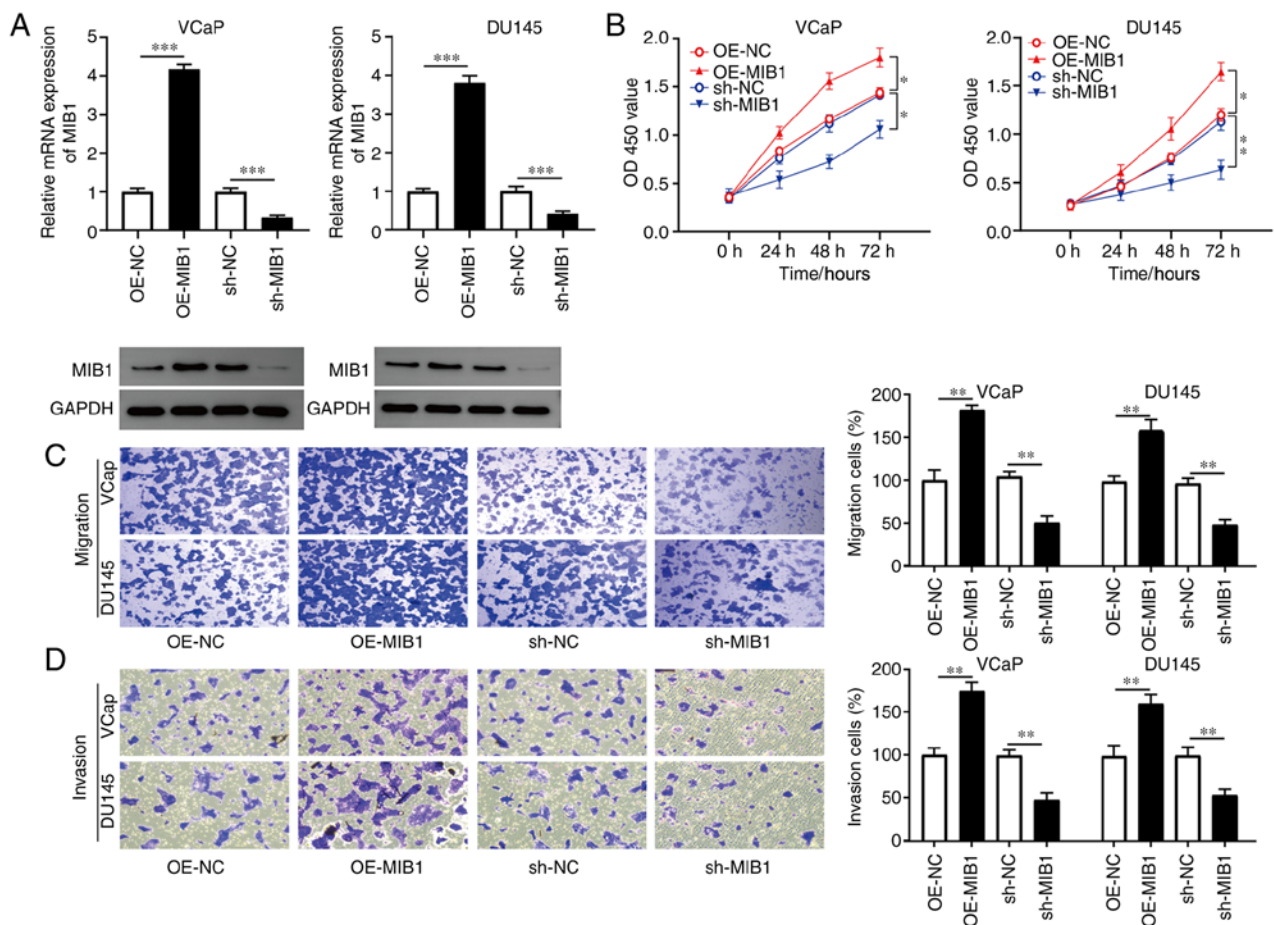 A
VCaP
Relative mRNA expression
of MIB1
5
4
3
2
1
0
***
***
OE-NC
OE-MIB1
sh-NC
sh-MIB1
DU145
Relative mRNA expression
of MIB1
5
4
3
2
1
0
***
***
OE-NC
OE-MIB1
sh-NC
sh-MIB1
MIB1
GAPDH
MIB1
GAPDH
B
VCaP
OE-NC
OE-MIB1
sh-NC
sh-MIB1
OD 450 value
2.0
1.5
1.0
0.5
0.0
*
*
0 h
24 h
48 h
72 h
Time/hours
DU145
OE-NC
OE-MIB1
sh-NC
sh-MIB1
OD 450 value
2.0
1.5
1.0
0.5
0.0
*
**
0 h
24 h
48 h
72 h
Time/hours
C
Migration
VCap
DU145
OE-NC
OE-MIB1
sh-NC
sh-MIB1
Migration cells (%)
200
150
100
50
0
VCaP
DU145
**
**
**
**
OE-NC
OE-MIB1
sh-NC
sh-MIB1
OE-NC
OE-MIB1
sh-NC
sh-MIB1
D
Invasion
VCap
DU145
OE-NC
OE-MIB1
sh-NC
sh-MIB1
Invasion cells (%)
200
150
100
50
0
VCaP
DU145
**
**
**
**
OE-NC
OE-MIB1
sh-NC
sh-MIB1
OE-NC
OE-MIB1
sh-NC
sh-MIB1